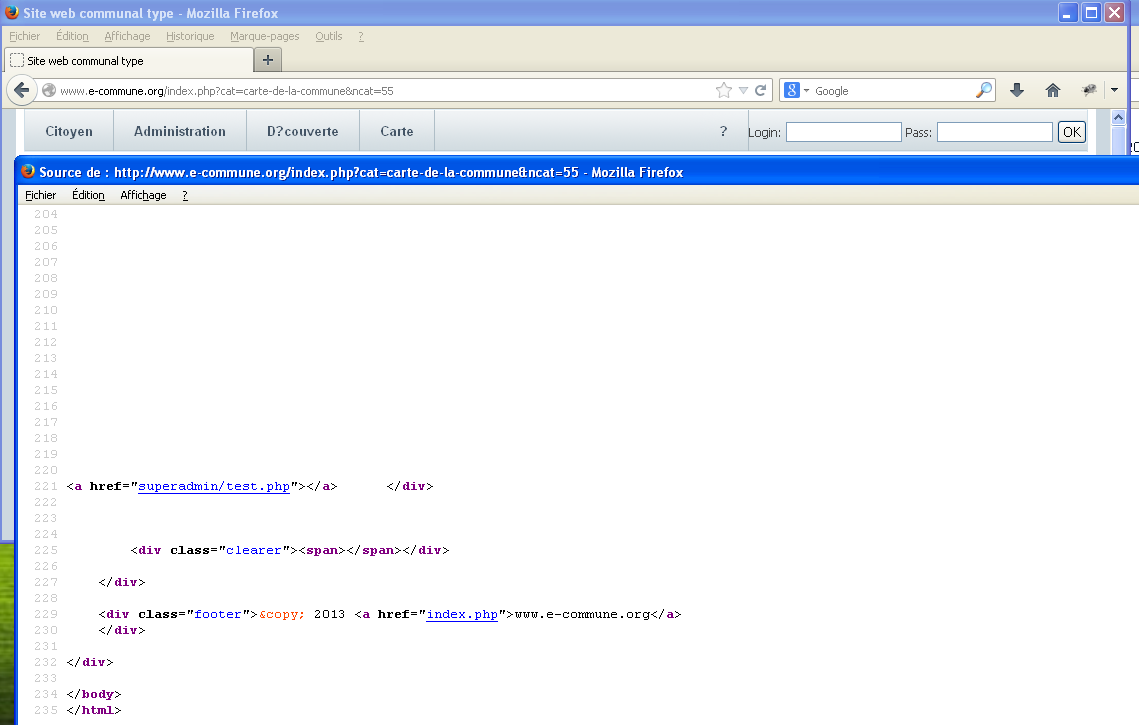 Site web communal type - Mozilla Firefox
Fichier Édition Affichage Historique Marque-pages Outils ?
Site web communal type +
www.e-commune.org/index.php?cat=carte-de-la-commune&ncat=55 8 Google
Citoyen Administration D?couverte Carte ? Login: Pass: OK
Source de : http://www.e-commune.org/index.php?cat=carte-de-la-commune&ncat=55 - Mozilla Firefox
Fichier Édition Affichage ?
204
205
206
207
208
209
210
211
212
213
214
215
216
217
218
219
220
221 <a href="superadmin/test.php"></a> </div>
222
223
224
225 <div class="clearer"><span></span></div>
226
227 </div>
228
229 <div class="footer">&copy; 2013 <a href="index.php">www.e-commune.org</a>
230 </div>
231
232 </div>
233
234 </body>
235 </html>